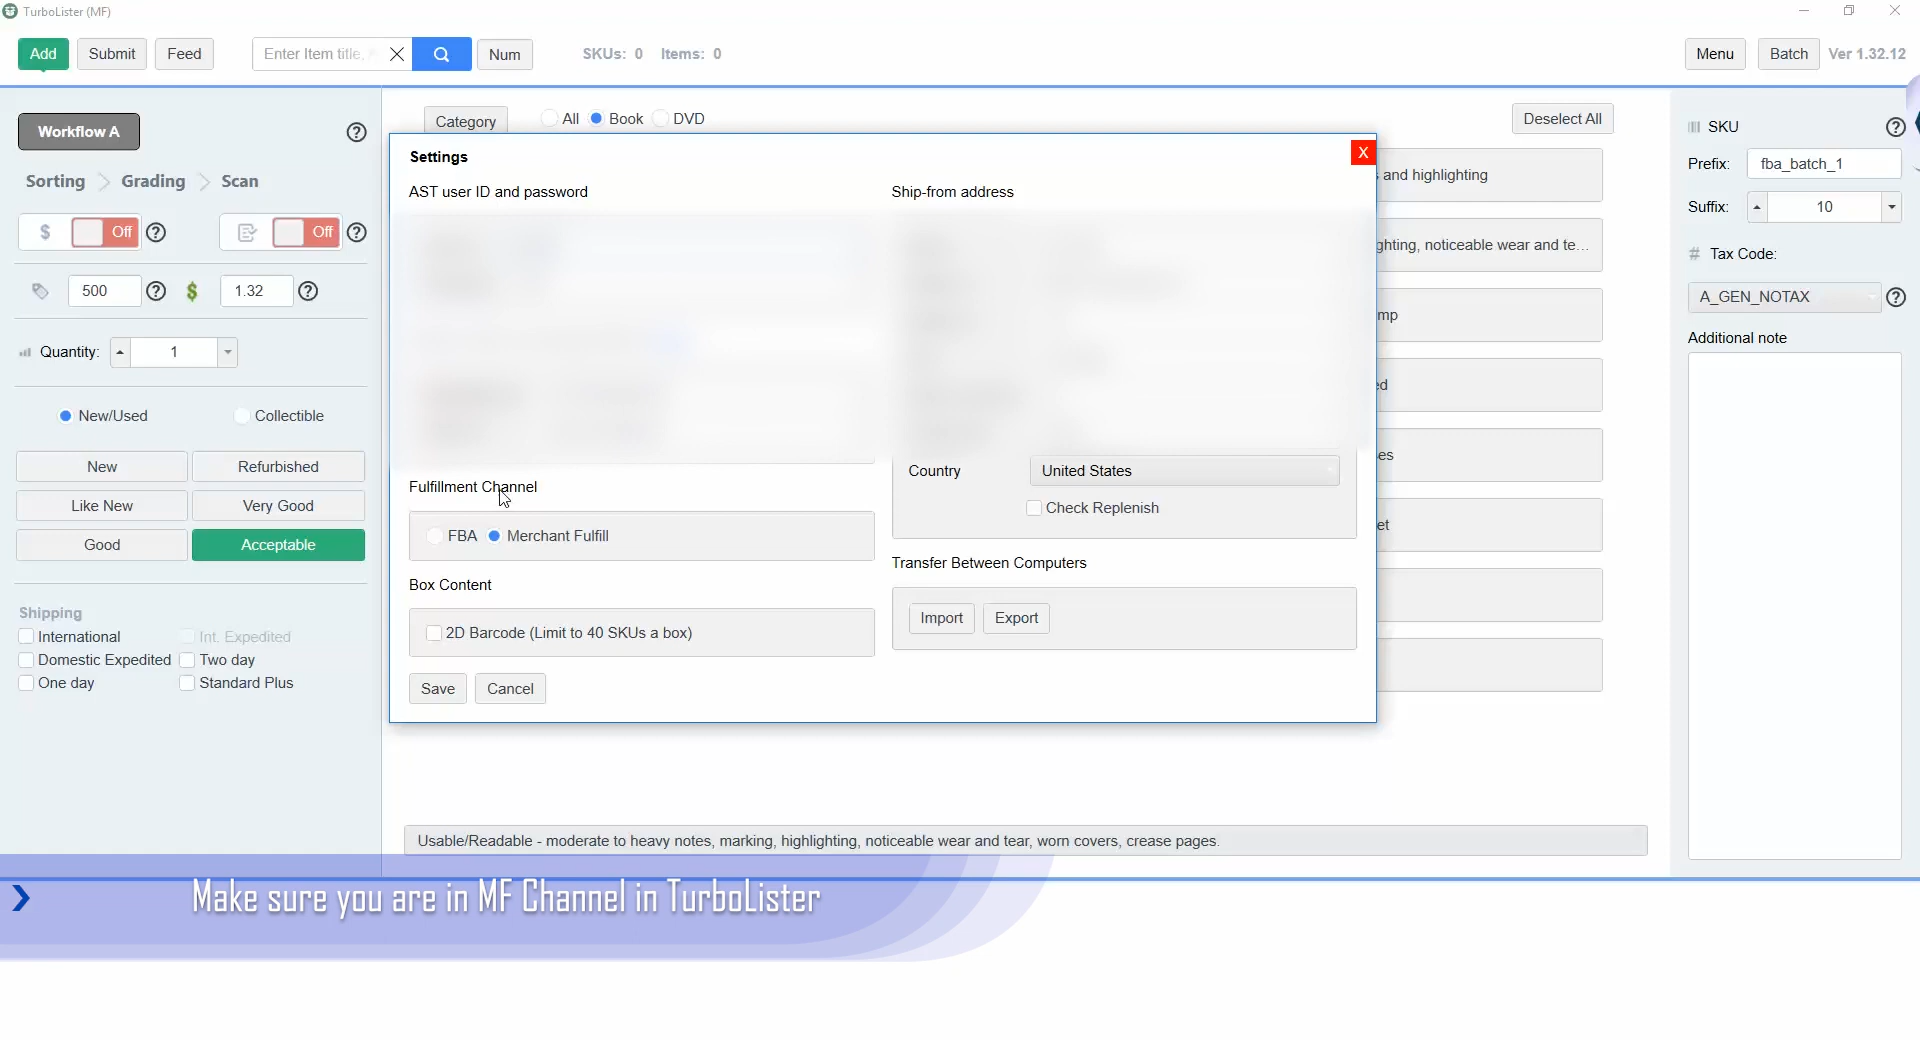 TurboLister (MF)
Add
Submit
Feed
Enter Item title,
Num
SKUs: 0
Items: 0
Menu
Batch
Ver 1.32.12
Workflow A
Sorting
Grading
Scan
$ Off
Off
500
$ 1.32
Quantity: 1
New/Used
Collectible
New
Refurbished
Like New
Very Good
Good
Acceptable
Shipping
International
Int. Expedited
Domestic Expedited
Two day
One day
Standard Plus
Category
All
Book
DVD
Deselect All
Settings
X
AST user ID and password
Ship-from address
Fulfillment Channel
FBA
Merchant Fulfill
Box Content
2D Barcode (Limit to 40 SKUs a box)
Save
Cancel
Country
United States
Check Replenish
Transfer Between Computers
Import
Export
and highlighting
noticeable wear and te...
Usable/Readable - moderate to heavy notes, marking, highlighting, noticeable wear and tear, worn covers, crease pages.
SKU
Prefix: fba_batch_1
Suffix: 10
# Tax Code:
A_GEN_NOTAX
Additional note
Make sure you are in MF Channel in TurboLister